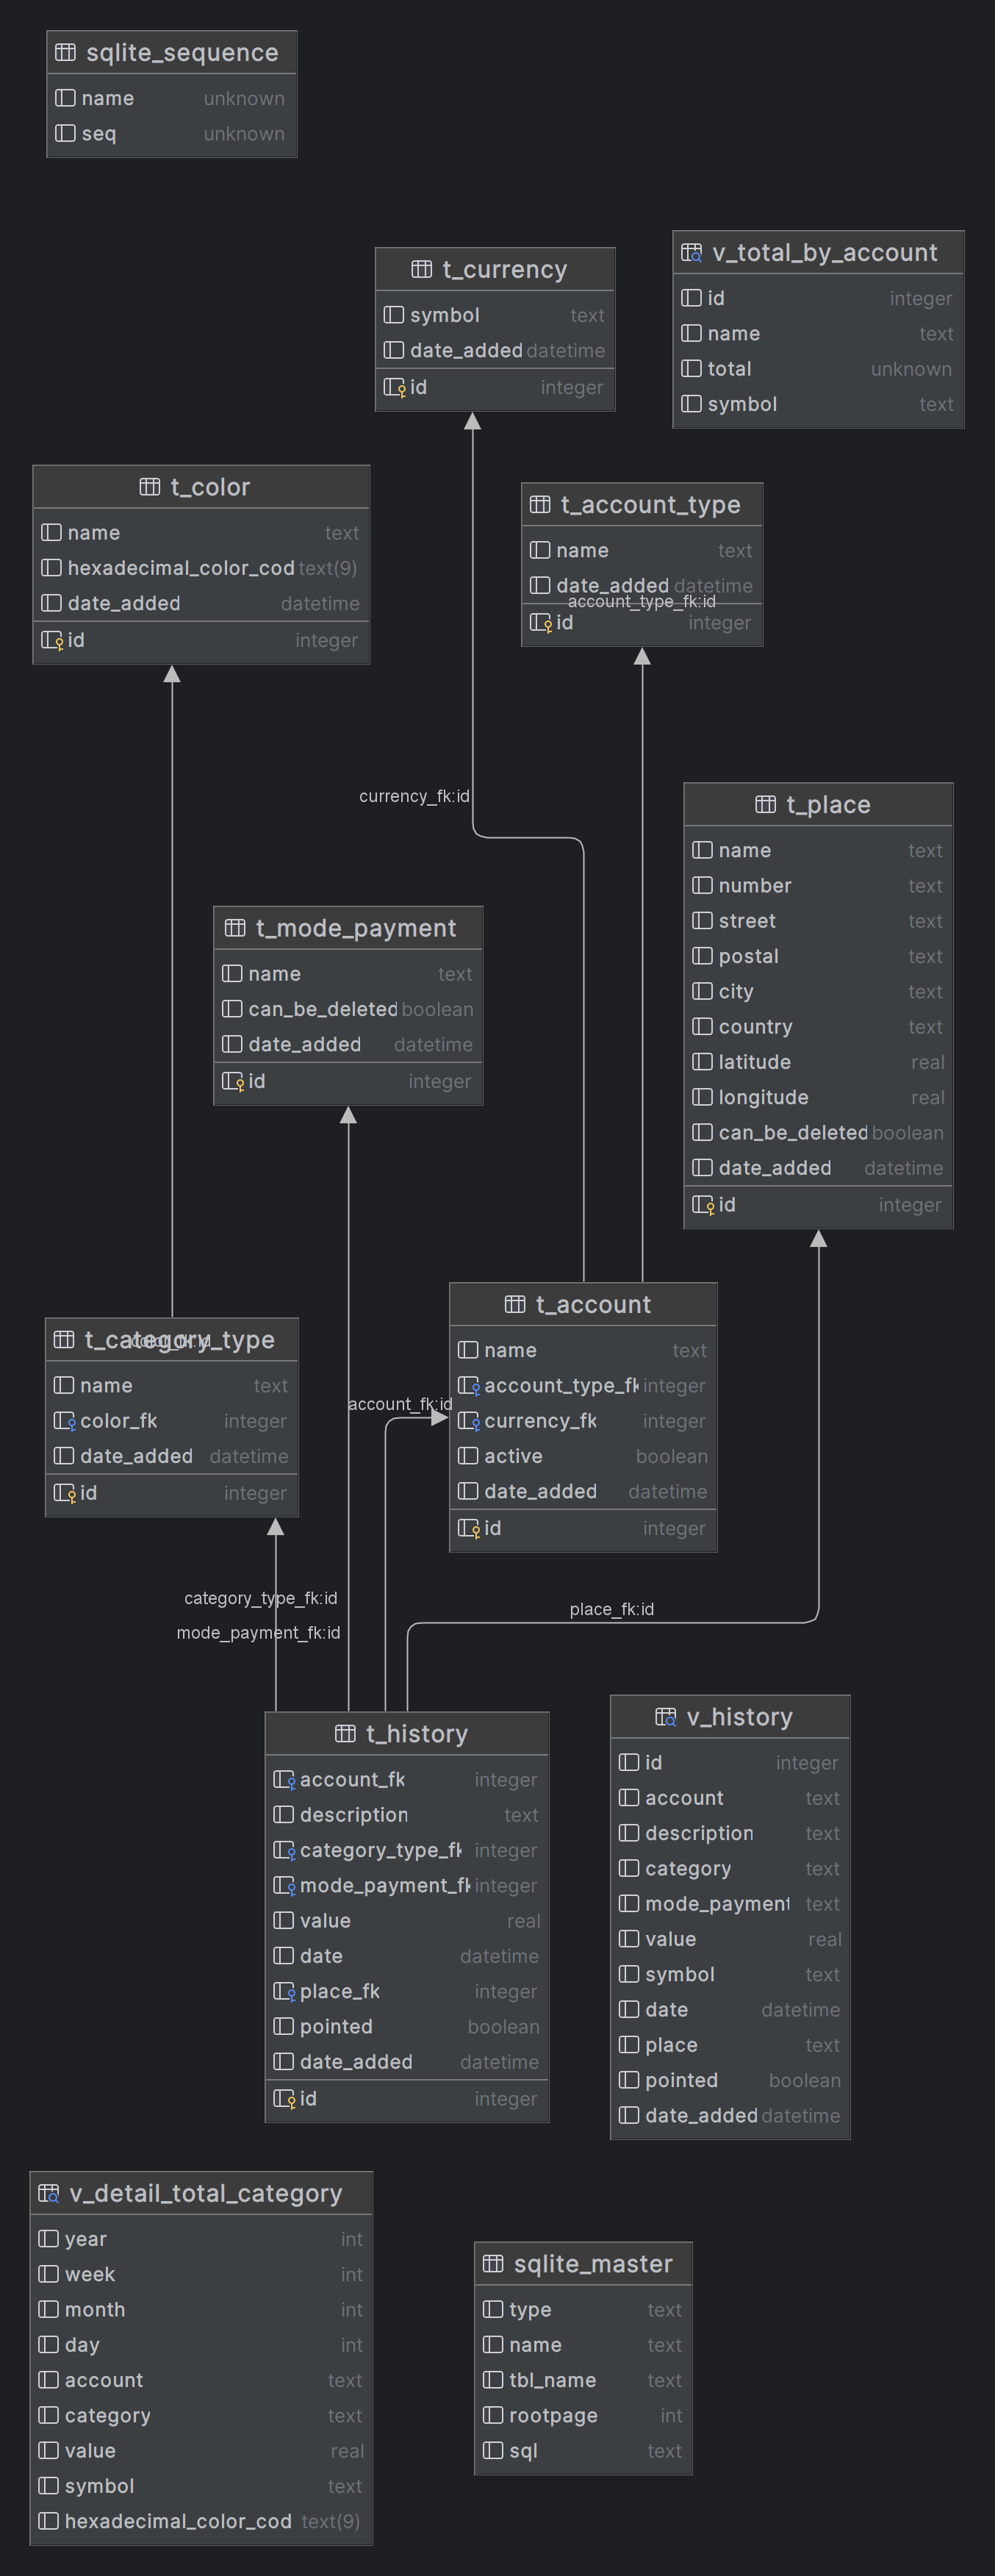 sqlite_sequence
name unknown
seq unknown
t_currency
symbol text
date_added datetime
id integer
v_total_by_account
id integer
name text
total unknown
symbol text
t_color
name text
hexadecimal_color_cod text(9)
date_added datetime
id integer
t_account_type
name text
date_added datetime
account_type_fk:id
id integer
currency_fk:id
t_place
name text
number text
street text
postal text
city text
country text
latitude real
longitude real
can_be_deleted boolean
date_added datetime
id integer
t_mode_payment
name text
can_be_deleted boolean
date_added datetime
id integer
t_category_type
color_fk:id
name text
color_fk integer
date_added datetime
id integer
t_account
name text
account_type_fk integer
currency_fk integer
active boolean
date_added datetime
id integer
account_fk:id
category_type_fk:id
mode_payment_fk:id
place_fk:id
t_history
account_fk integer
description text
category_type_fk integer
mode_payment_fk integer
value real
date datetime
place_fk integer
pointed boolean
date_added datetime
id integer
v_history
id integer
account text
description text
category text
mode_payment text
value real
symbol text
date datetime
place text
pointed boolean
date_added datetime
v_detail_total_category
year int
week int
month int
day int
account text
category text
value real
symbol text
hexadecimal_color_cod text(9)
sqlite_master
type text
name text
tbl_name text
rootpage int
sql text